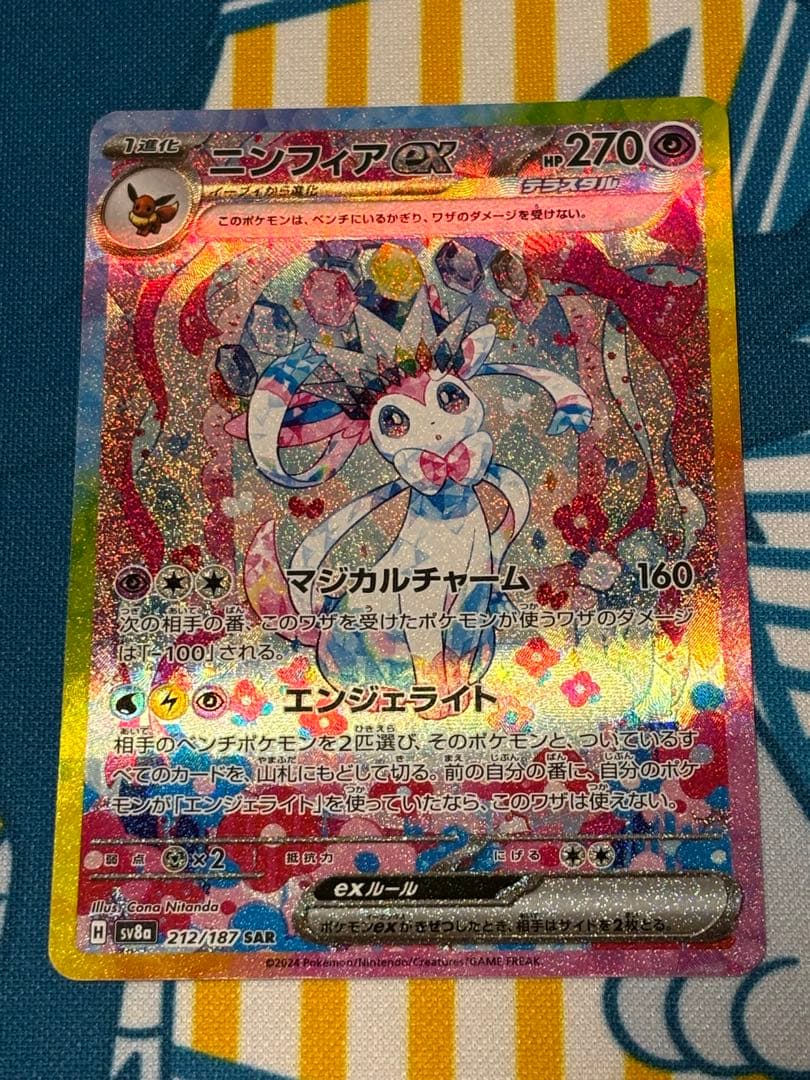 1進化
ニンフィアex
HP270
イーブイから進化
テラスタル
このポケモンは、ベンチにいるかぎり、ワザのダメージを受けない。
マジカルチャーム 160
次の相手の番、このワザを受けたポケモンが使うワザのダメージ
は「-100」される。
エンジェライト
相手のベンチポケモンを2匹選び、そのポケモンと、ついているす
べてのカードを、山札にもどして切る。前の自分の番に、自分のポケ
モンが「エンジェライト」を使っていたなら、このワザは使えない。
弱点 ×2 抵抗力 にげる
exルール
ポケモンexがきぜつしたとき、相手はサイドを2枚とる。
Illus. Cona Nitanda
H sv8a 212/187 SAR
©2024 Pokémon/Nintendo/Creatures/GAME FREAK.